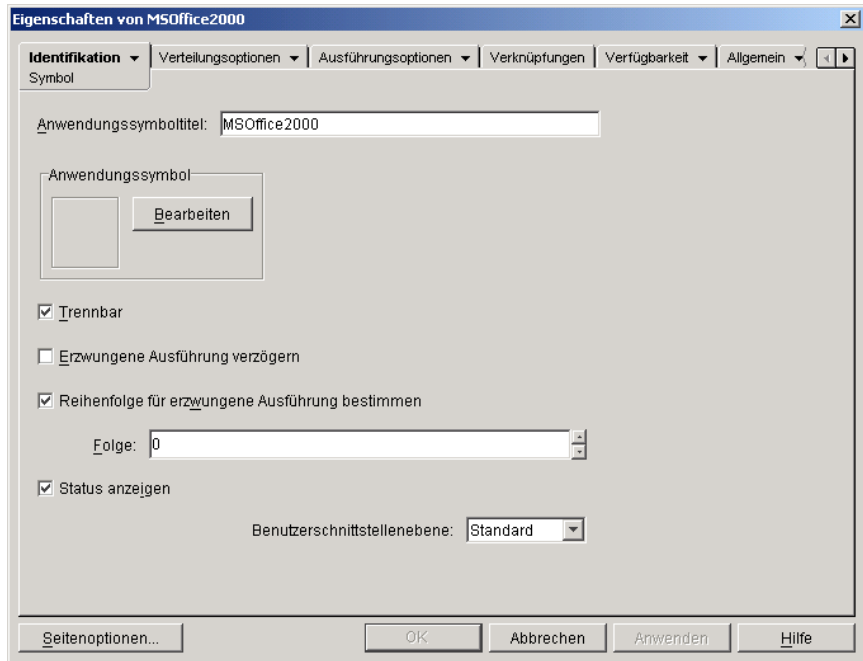 Eigenschaften von MSOffice2000
Identifikation Verteilungsoptionen Ausführungsoptionen Verknüpfungen Verfügbarkeit Allgemein
Symbol
Anwendungssymboltitel: MSOffice2000
Anwendungssymbol
Bearbeiten
Trennbar
Erzwungene Ausführung verzögern
Reihenfolge für erzwungene Ausführung bestimmen
Folge: 0
Status anzeigen
Benutzerschnittstellenebene: Standard
Seitenoptionen... OK Abbrechen Anwenden Hilfe